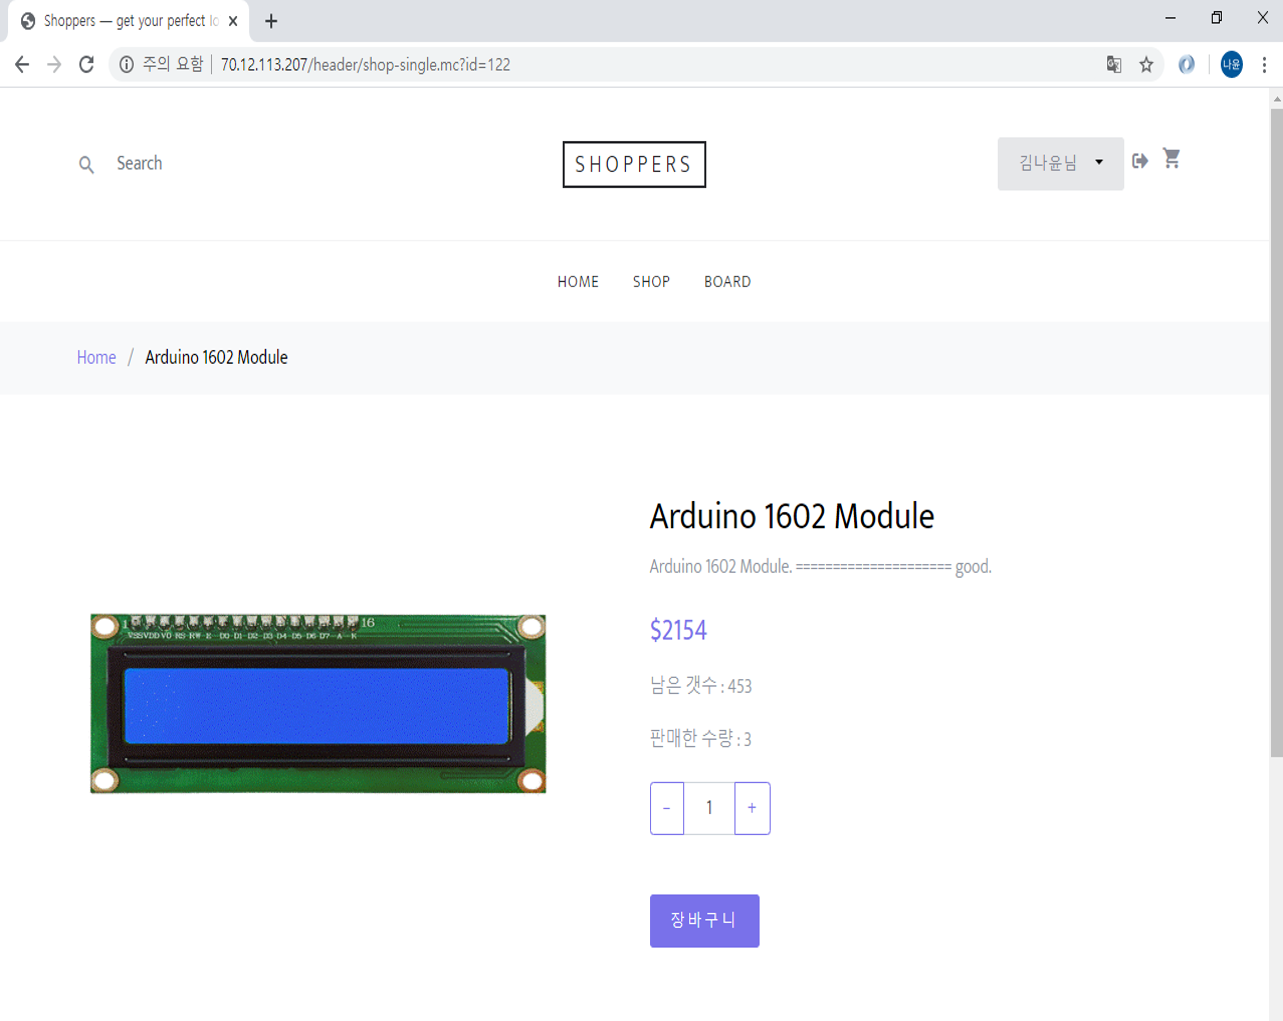 Shoppers — get your perfect lo
주의 요함 70.12.113.207/header/shop-single.mc?id=122
나윤
Search
SHOPPERS
김나윤님
HOME SHOP BOARD
Home / Arduino 1602 Module
Arduino 1602 Module
Arduino 1602 Module. ===================== good.
$2154
남은 갯수 : 453
판매한 수량 : 3
- 1 +
장바구니
1 16
VSS VDD V0 RS RW E D0 D1 D2 D3 D4 D5 D6 D7 A K